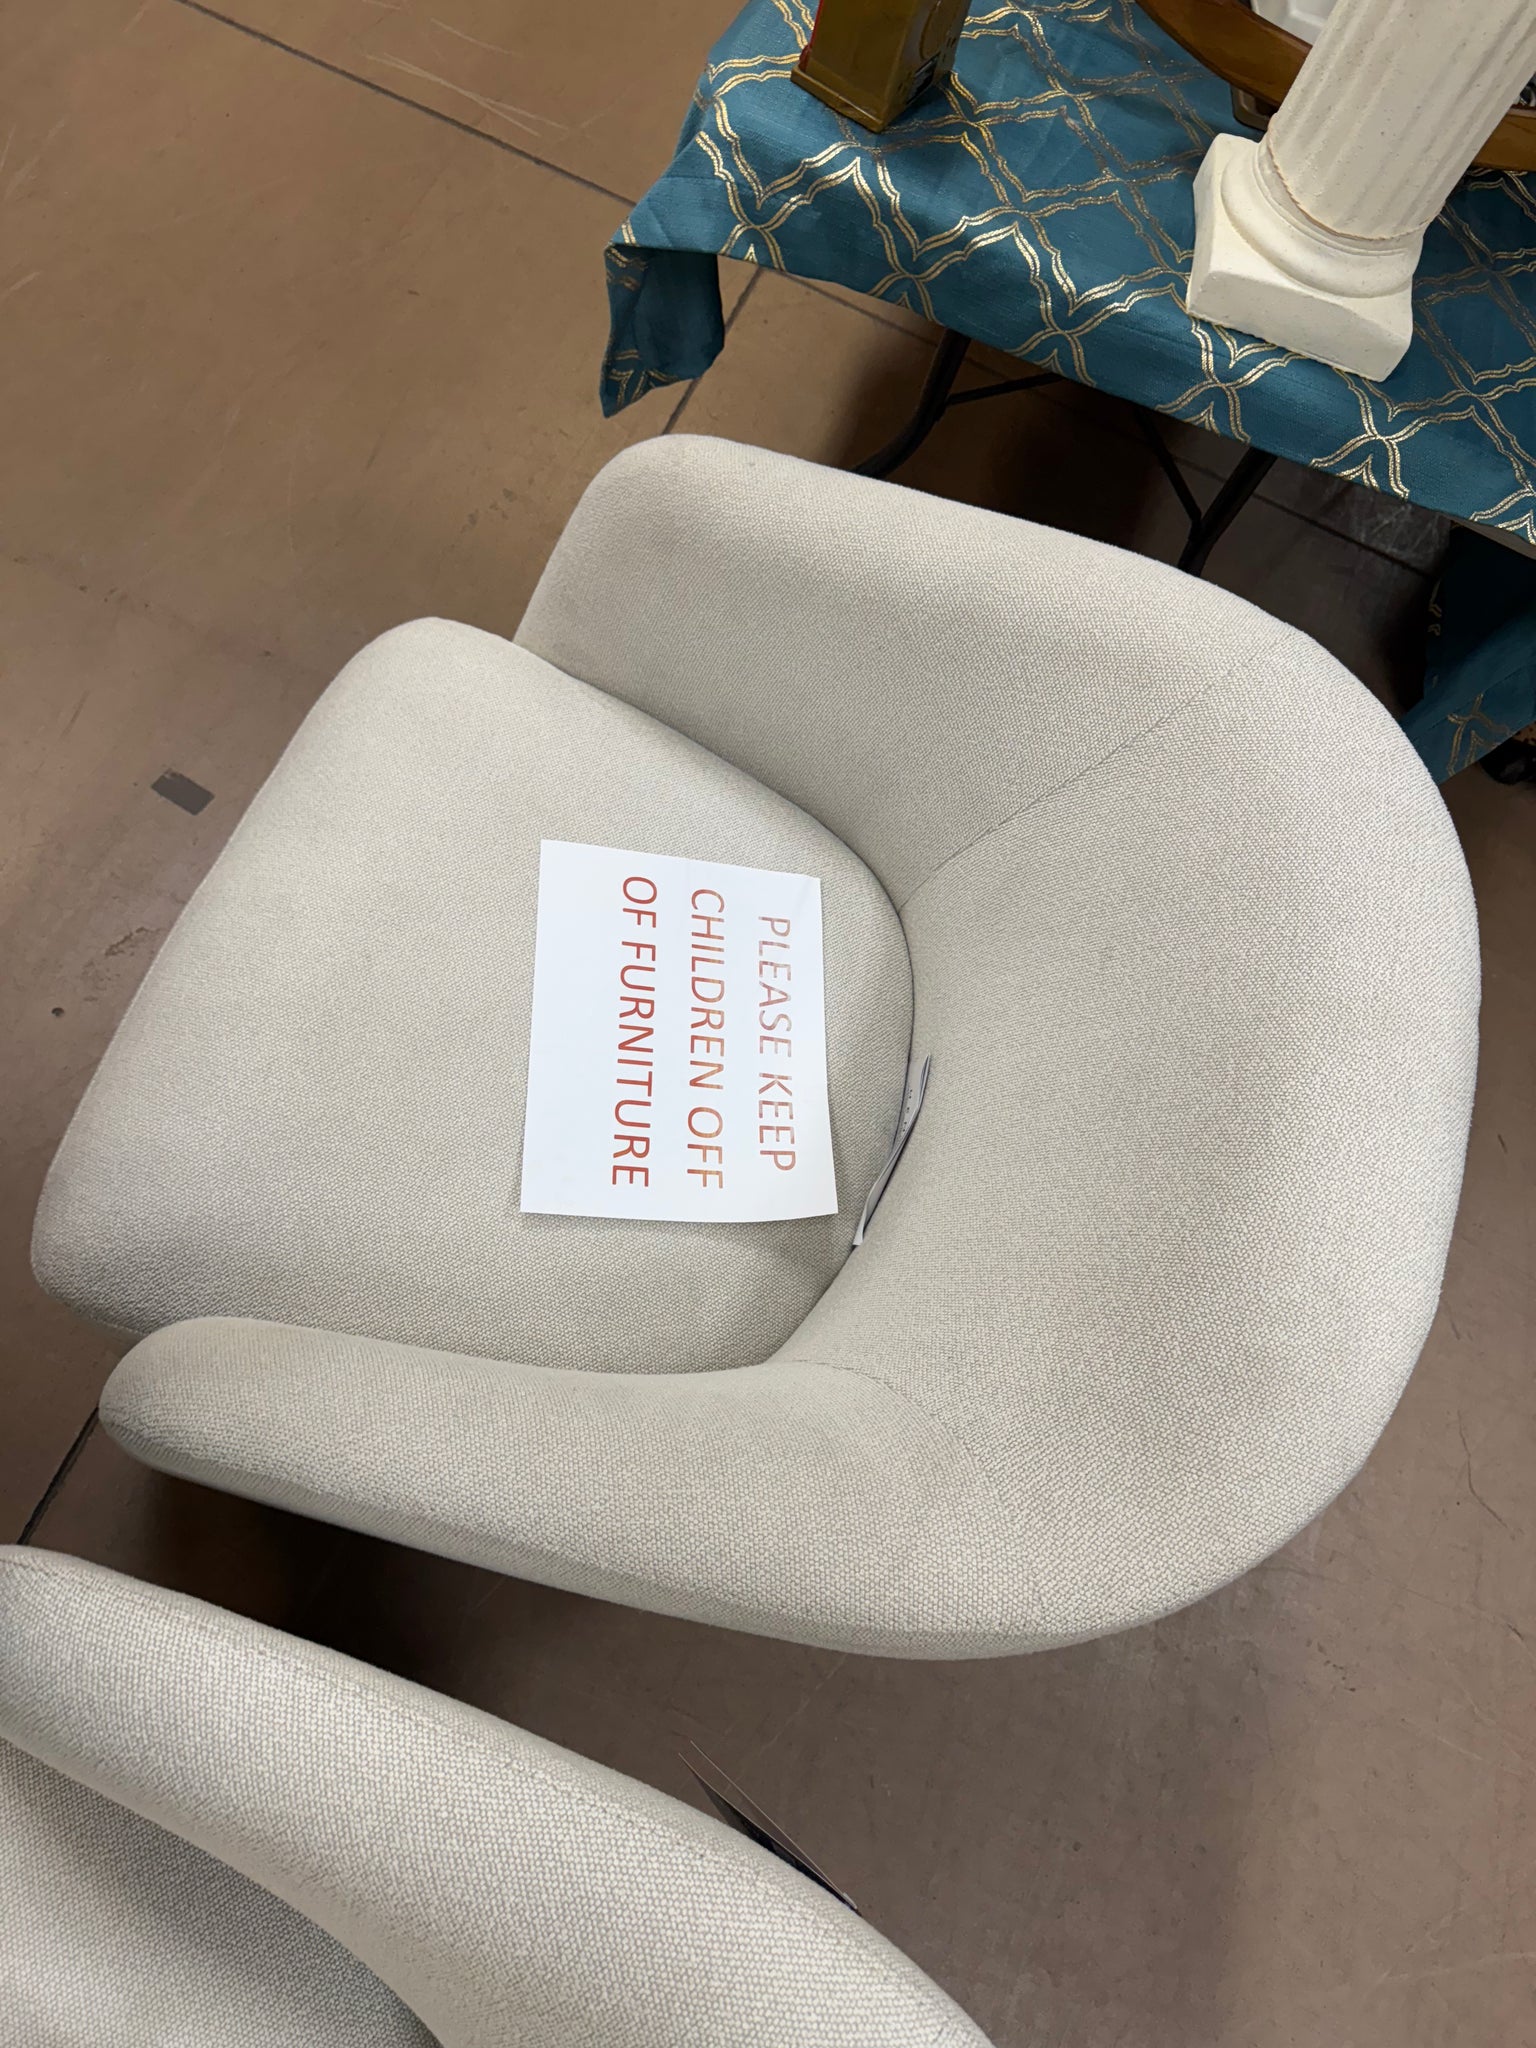 PLEASE KEEP
CHILDREN OFF
OF FURNITURE